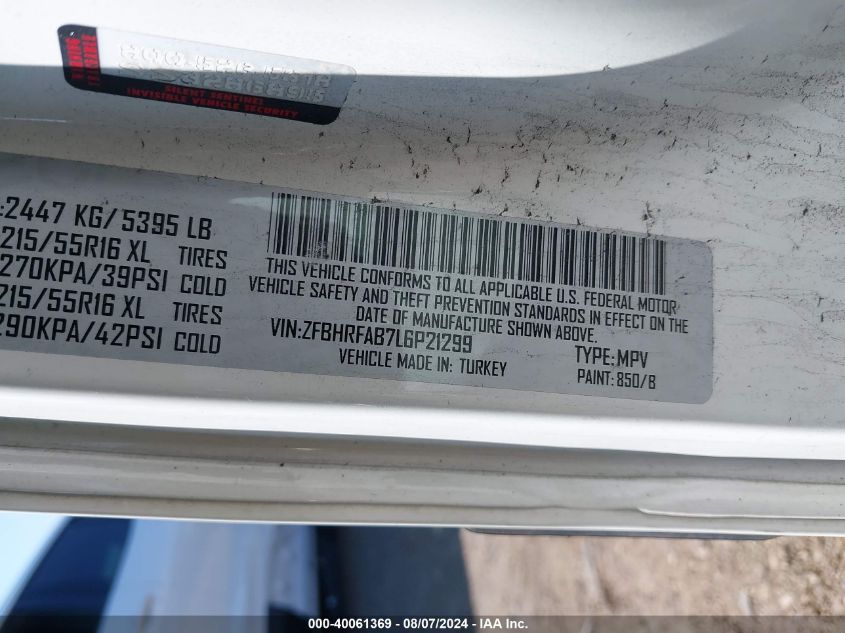 SILENT SENTINEL
INVISIBLE VEHICLE SECURITY
:2447 KG/5395 LB
215/55R16 XL TIRES
270KPA/39PSI COLD
215/55R16 XL TIRES
290KPA/42PSI COLD
THIS VEHICLE CONFORMS TO ALL APPLICABLE U.S. FEDERAL MOTOR
VEHICLE SAFETY AND THEFT PREVENTION STANDARDS IN EFFECT ON THE
DATE OF MANUFACTURE SHOWN ABOVE.
VIN:ZFBHRFAB7L6P21299
TYPE:MPV
VEHICLE MADE IN: TURKEY
PAINT: 850/B
000-40061369 | 08/07/2024 - IAA Inc.